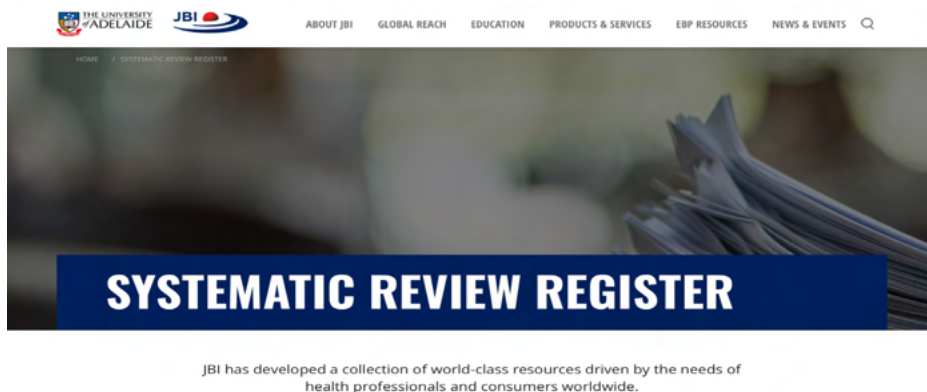 THE UNIVERSITY
of ADELAIDE
JBI
ABOUT JBI GLOBAL REACH EDUCATION PRODUCTS & SERVICES EBP RESOURCES NEWS & EVENTS
HOME / SYSTEMATIC REVIEW REGISTER
SYSTEMATIC REVIEW REGISTER
JBI has developed a collection of world-class resources driven by the needs of
health professionals and consumers worldwide.